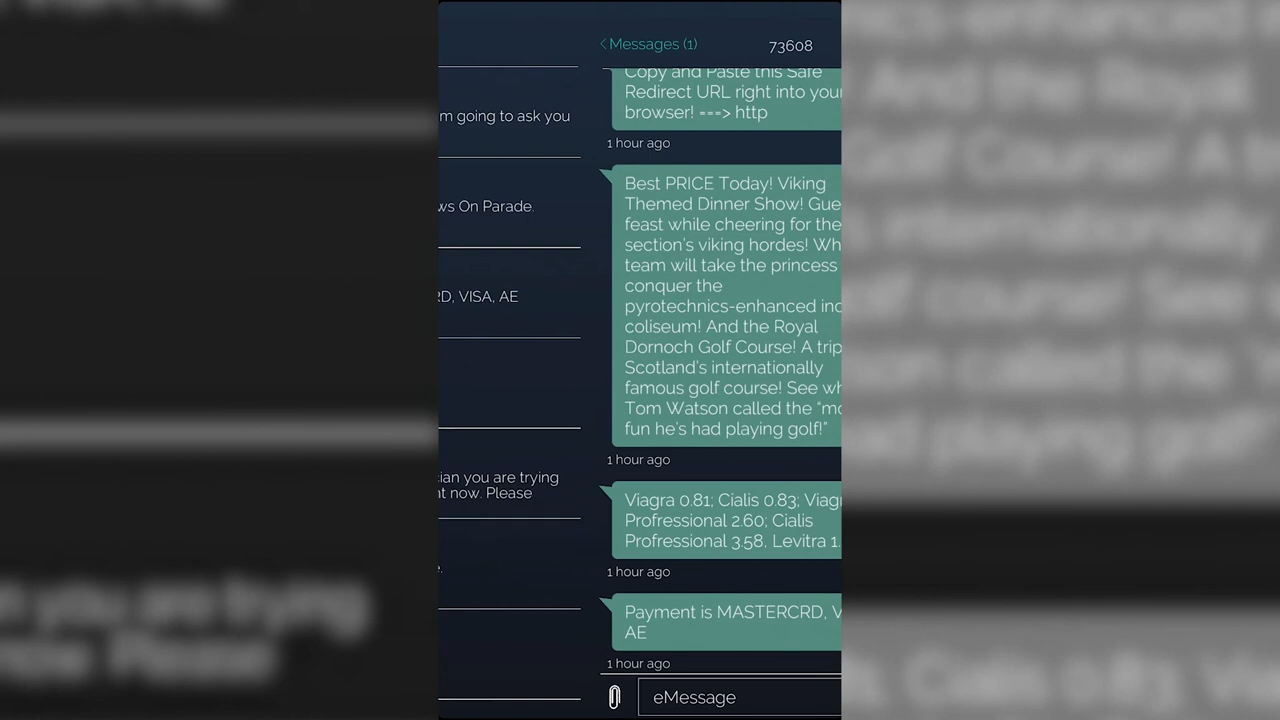 m going to ask you
ws On Parade.
RD, VISA, AE
cian you are trying
ht now. Please
e.
< Messages (1)
73608
Copy and Paste this Safe
Redirect URL right into your
browser! ===> http
1 hour ago
Best PRICE Today! Viking
Themed Dinner Show! Gue
feast while cheering for the
section's viking hordes! Wh
team will take the princess
conquer the
pyrotechnics-enhanced ind
coliseum! And the Royal
Dornoch Golf Course! A trip
Scotland's internationally
famous golf course! See wh
Tom Watson called the “mo
fun he's had playing golf!”
1 hour ago
Viagra 0.81; Cialis 0.83; Viag
Profressional 2.60; Cialis
Profressional 3.58, Levitra 1.
1 hour ago
Payment is MASTERCRD, V
AE
1 hour ago
eMessage